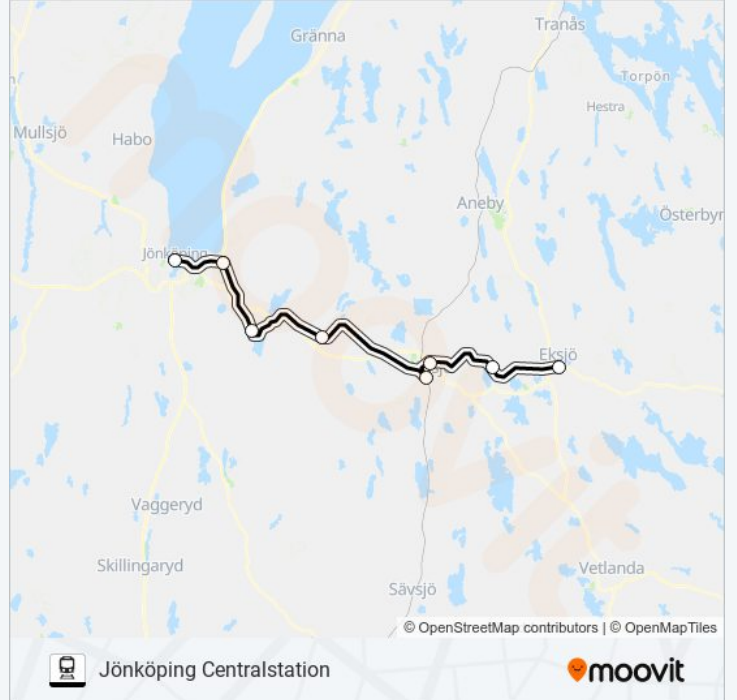 Gränna
Tranås
Torpön
Hestra
Mullsjö
Habo
Aneby
Österbyr
Jönköping
Eksjö
Vaggeryd
Skillingaryd
Vetlanda
Sävsjö
© OpenStreetMap contributors | © OpenMapTiles
Jönköping Centralstation
moovit